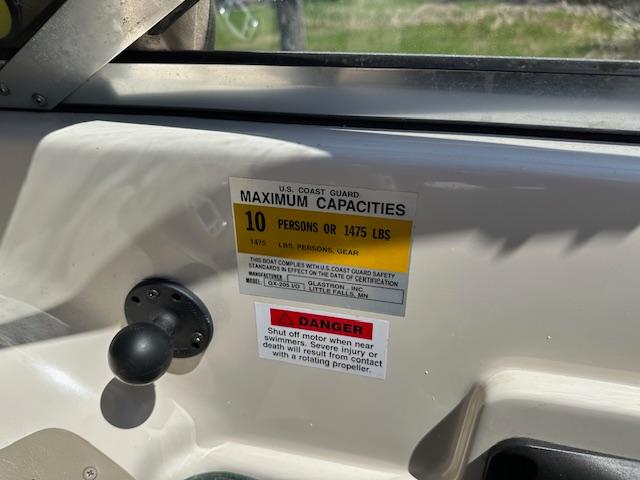 U.S. COAST GUARD
MAXIMUM CAPACITIES
10 PERSONS OR 1475 LBS
1475 LBS. PERSONS, GEAR
THIS BOAT COMPLIES WITH U.S. COAST GUARD SAFETY
STANDARDS IN EFFECT ON THE DATE OF CERTIFICATION
MANUFACTURER GLASTRON, INC.
MODEL: GX-205 I/O LITTLE FALLS, MN
DANGER
Shut off motor when near
swimmers. Severe injury or
death will result from contact
with a rotating propeller.